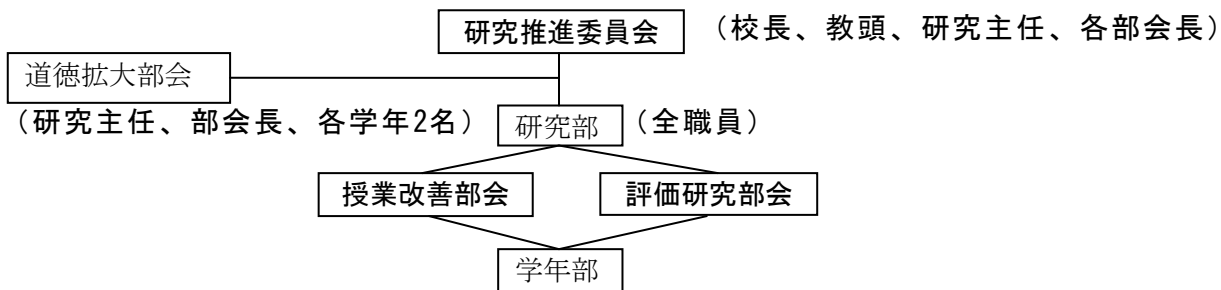 研究推進委員会 （校長、教頭、研究主任、各部会長）
道徳拡大部会
（研究主任、部会長、各学年2名） 研究部 （全職員）
授業改善部会 評価研究部会
学年部